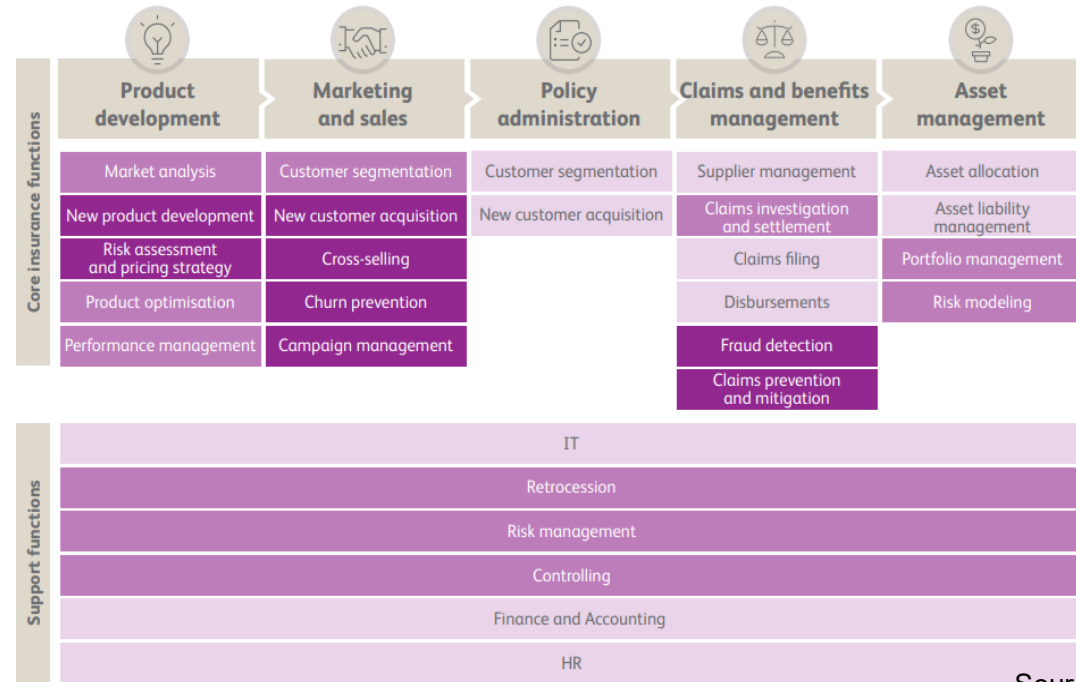 Product
development
Marketing
and sales
Policy
administration
Claims and benefits
management
Asset
management
Core insurance functions
Market analysis
New product development
Risk assessment
and pricing strategy
Product optimisation
Performance management
Customer segmentation
New customer acquisition
Cross-selling
Churn prevention
Campaign management
Customer segmentation
New customer acquisition
Supplier management
Claims investigation
and settlement
Claims filing
Disbursements
Fraud detection
Claims prevention
and mitigation
Asset allocation
Asset liability
management
Portfolio management
Risk modeling
Support functions
IT
Retrocession
Risk management
Controlling
Finance and Accounting
HR